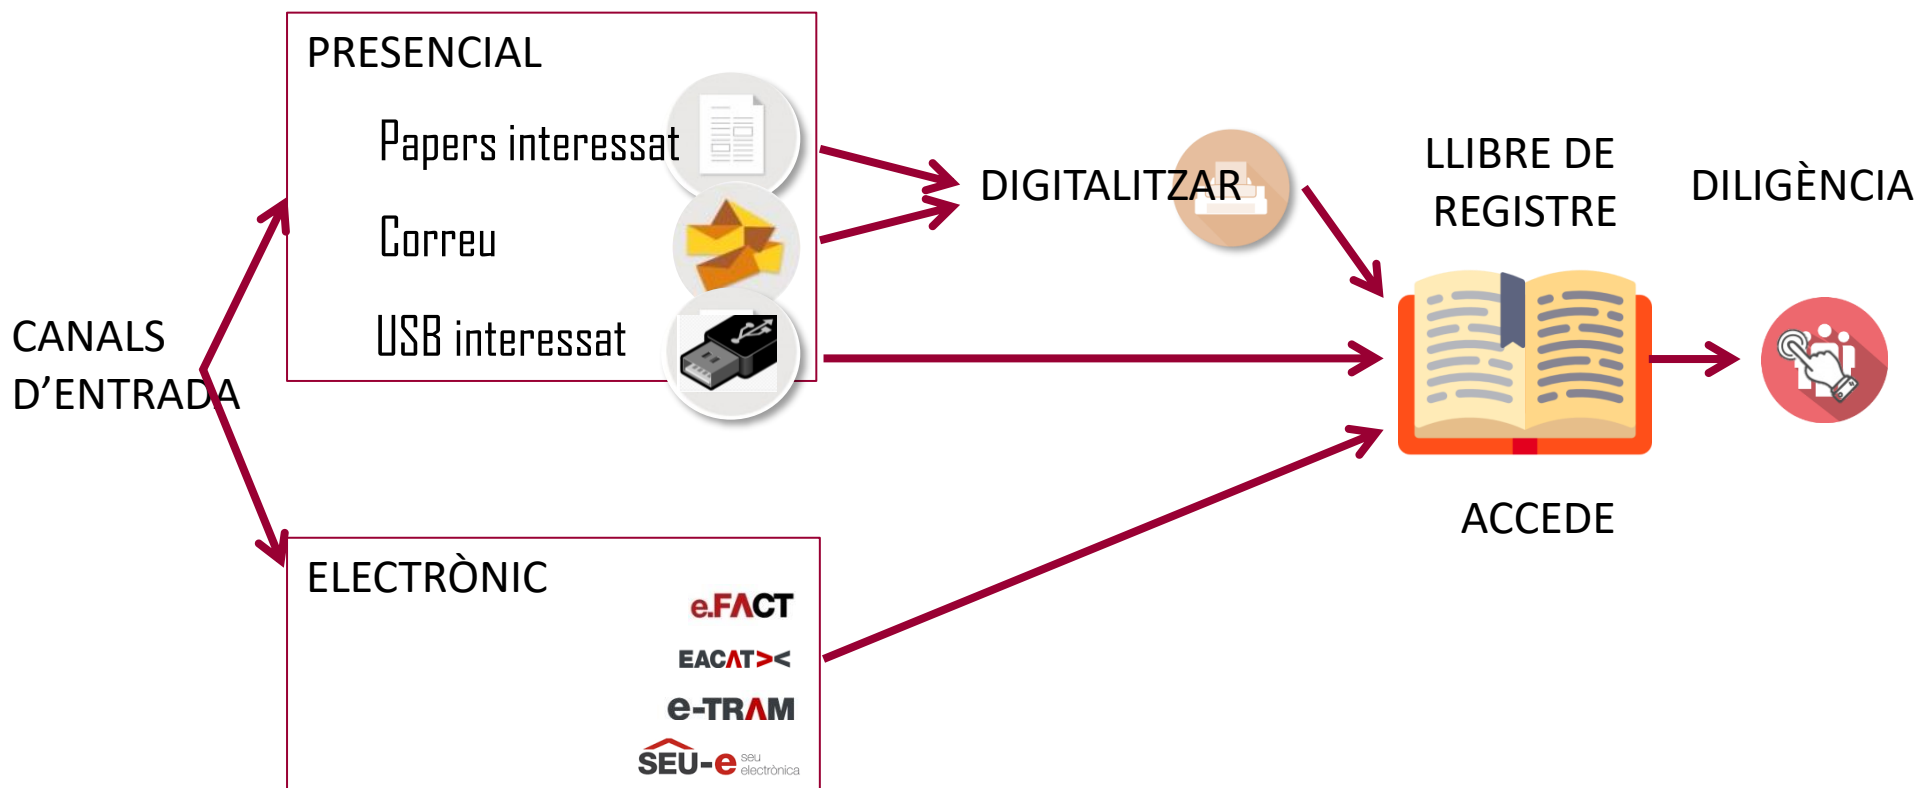 CANALS
D'ENTRADA
PRESENCIAL
Papers interessat
Correu
USB interessat
DIGITALITZAR
LLIBRE DE
REGISTRE
DILIGÈNCIA
ACCEDE
ELECTRÒNIC
e.FACT
EACAT><
e-TRAM
SEU-e seu
electrònica